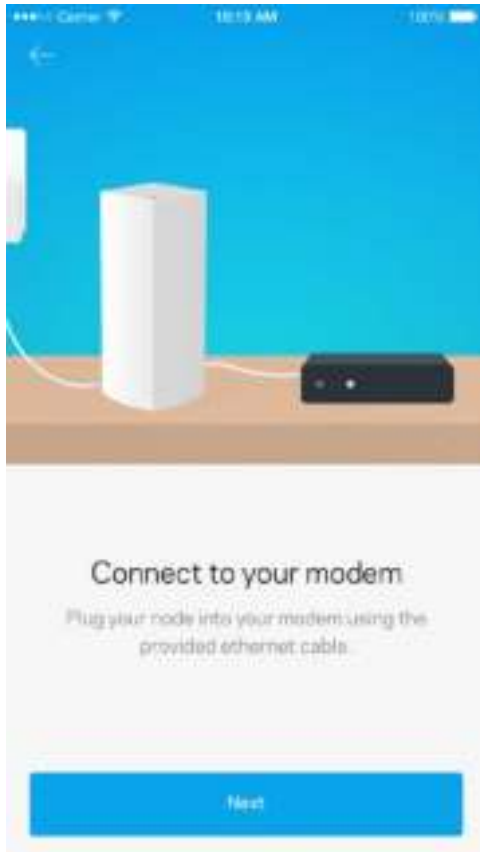 Carrier 10:13 AM 100%
Connect to your modem
Plug your node into your modem using the
provided ethernet cable.
Next